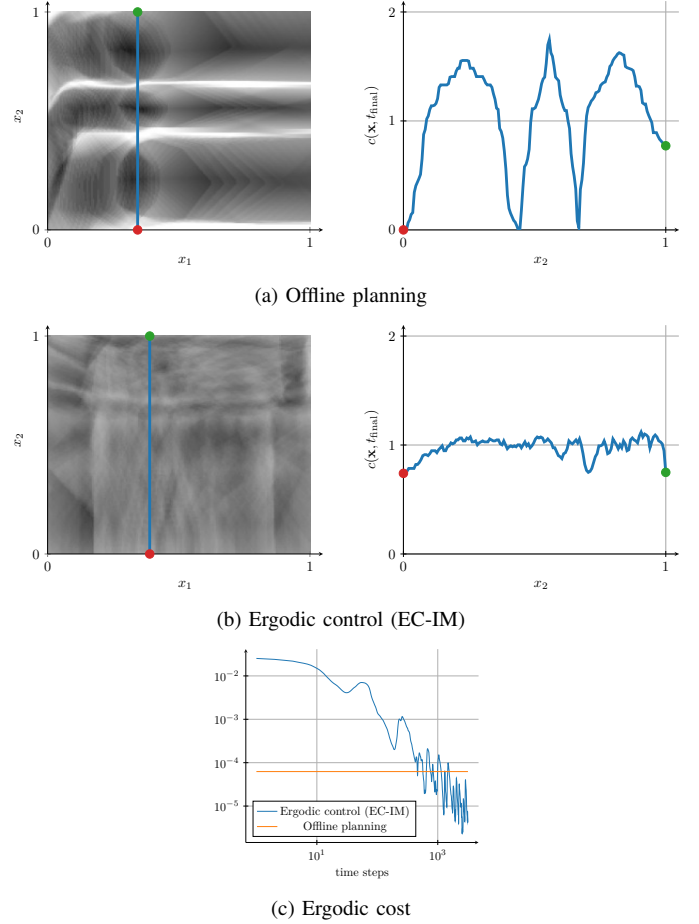 1
x₂
0
0
x₁
1
2
c(𝐱, t_final)
1
0
0
x₂
1
(a) Offline planning
1
x₂
0
0
x₁
1
2
c(𝐱, t_final)
1
0
0
x₂
1
(b) Ergodic control (EC-IM)
10⁻²
10⁻³
10⁻⁴
10⁻⁵
Ergodic control (EC-IM)
Offline planning
10¹
10³
time steps
(c) Ergodic cost